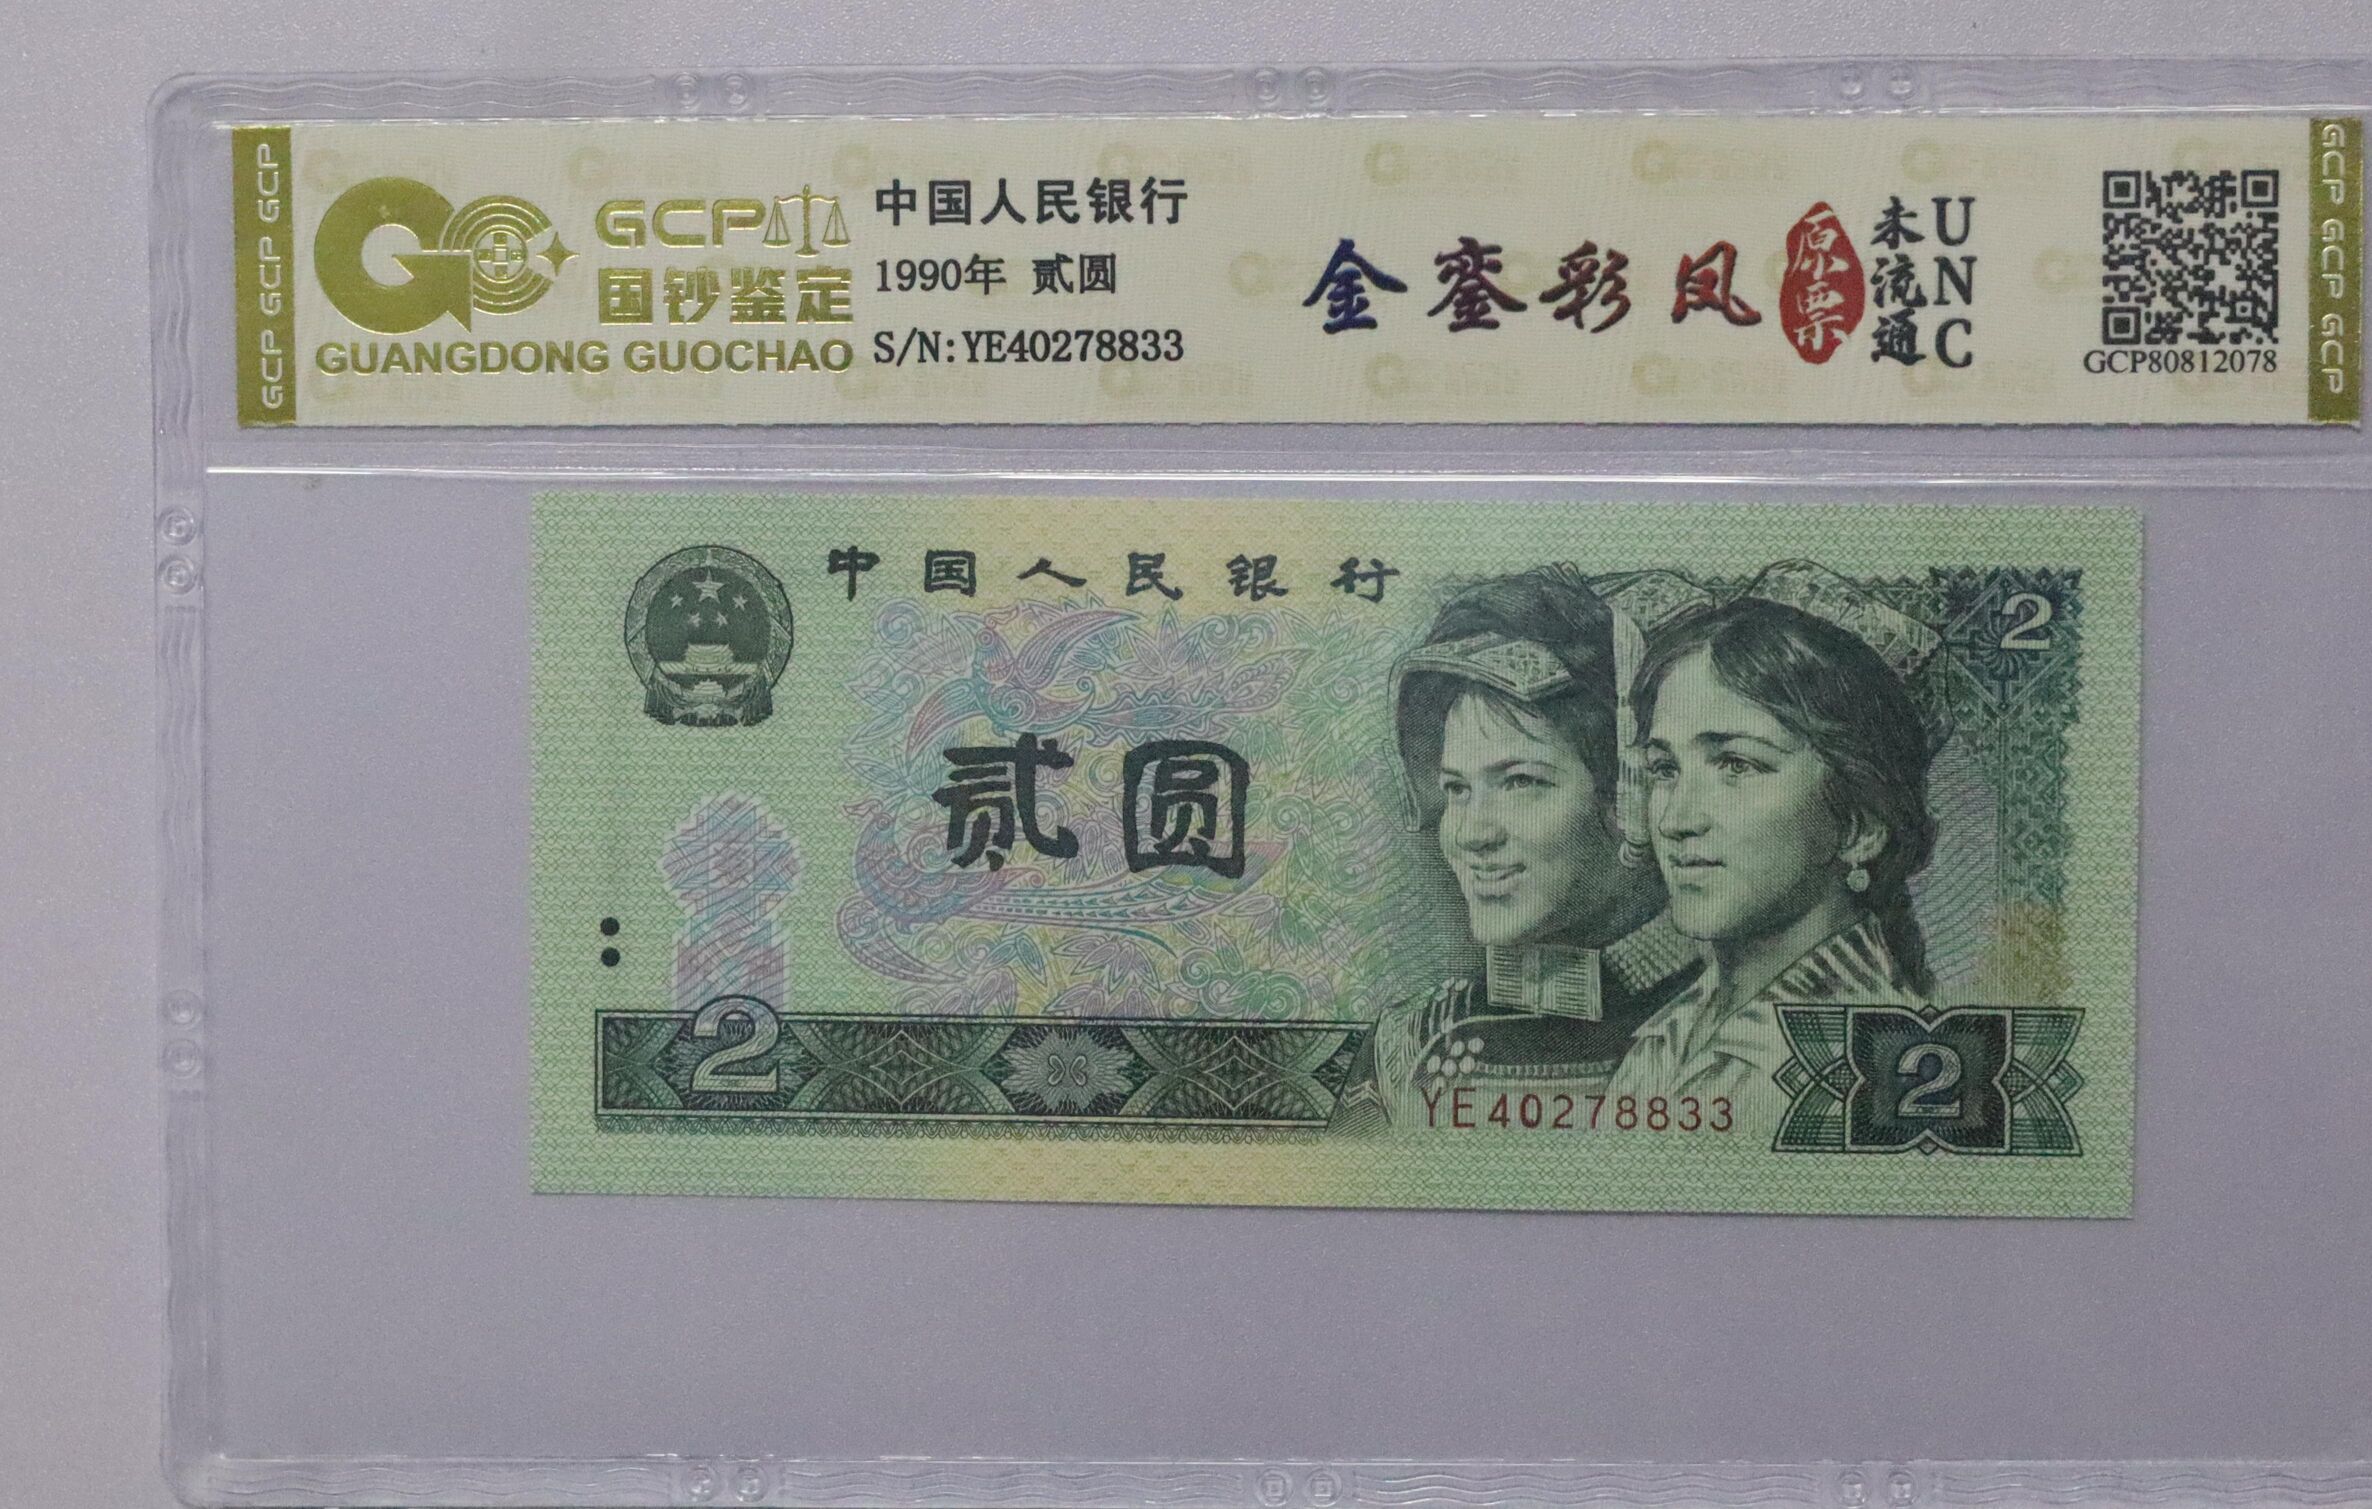 GCP GCP GCP
GCP
国钞鉴定
GUANGDONG GUOCHAO
中国人民银行
1990年 贰圆
S/N:YE40278833
金銮彩凤
原票
未流通
UNC
GCP80812078
GCP GCP GCP
中国人民银行
2
贰圆
2
YE40278833
2